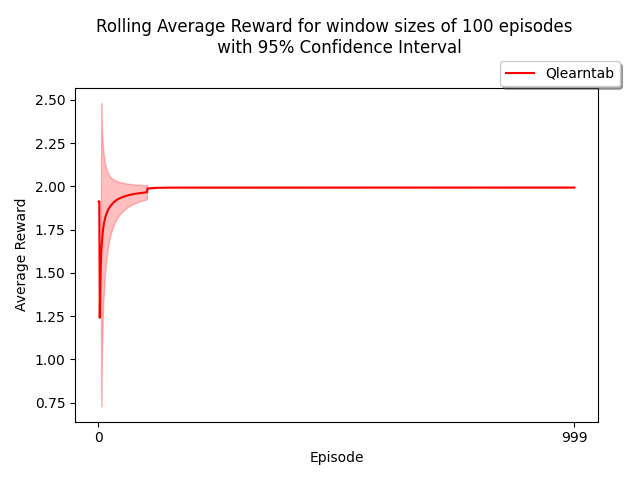 Rolling Average Reward for window sizes of 100 episodes
with 95% Confidence Interval
Qlearntab
2.50
2.25
2.00
1.75
1.50
1.25
1.00
0.75
Average Reward
0 999
Episode